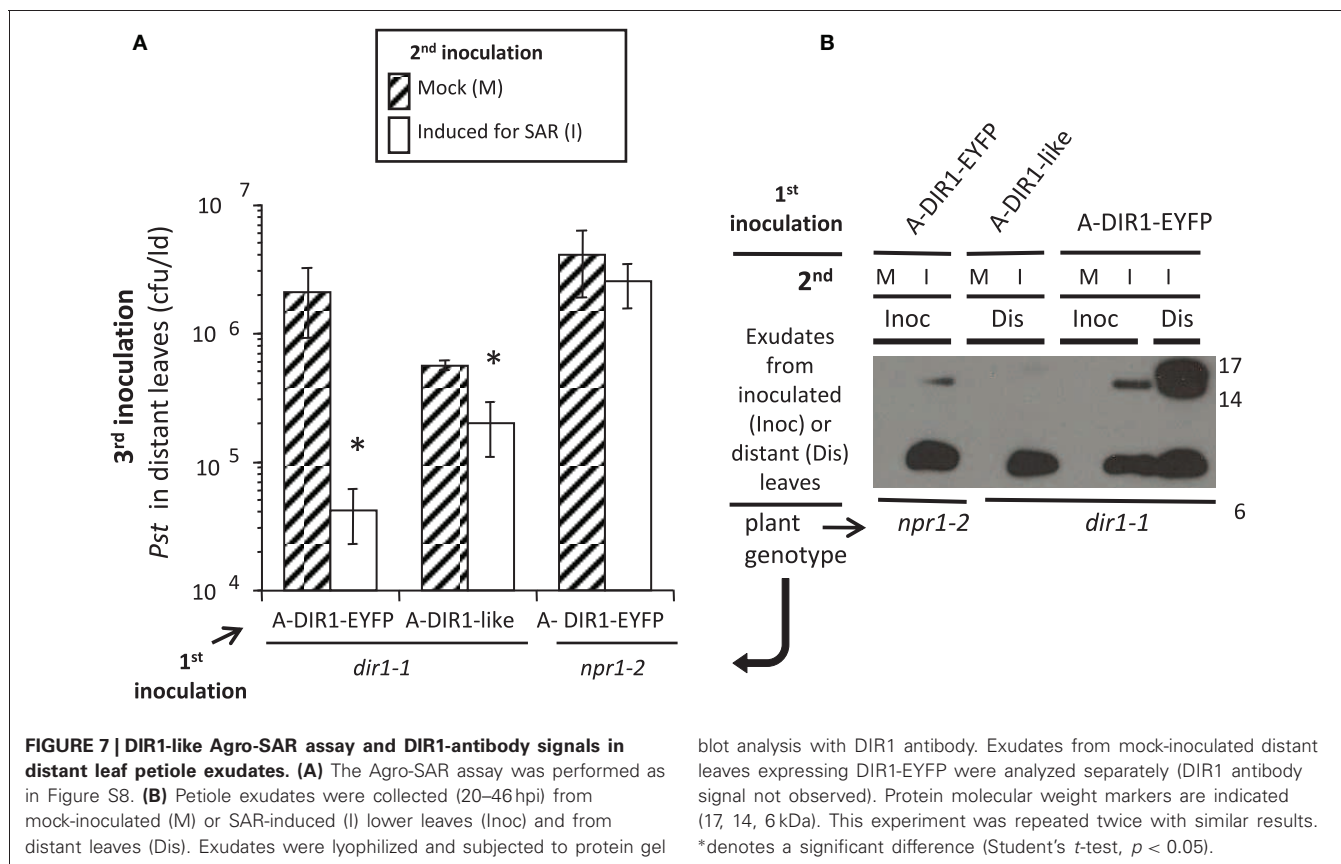 A
2nd inoculation
Mock (M)
Induced for SAR (I)
3rd inoculation
Pst in distant leaves (cfu/ld)
10 7
10 6
10 5
10 4
*
*
A-DIR1-EYFP A-DIR1-like A- DIR1-EYFP
1st
inoculation
dir1-1 npr1-2
B
1st
inoculation
A-DIR1-EYFP
A-DIR1-like
A-DIR1-EYFP
2nd
M I M I M I I
Inoc Dis Inoc Dis
Exudates
from
inoculated
(Inoc) or
distant (Dis)
leaves
17
14
6
plant
genotype
npr1-2 dir1-1
FIGURE 7 | DIR1-like Agro-SAR assay and DIR1-antibody signals in
distant leaf petiole exudates. (A) The Agro-SAR assay was performed as
in Figure S8. (B) Petiole exudates were collected (20–46 hpi) from
mock-inoculated (M) or SAR-induced (I) lower leaves (Inoc) and from
distant leaves (Dis). Exudates were lyophilized and subjected to protein gel
blot analysis with DIR1 antibody. Exudates from mock-inoculated distant
leaves expressing DIR1-EYFP were analyzed separately (DIR1 antibody
signal not observed). Protein molecular weight markers are indicated
(17, 14, 6 kDa). This experiment was repeated twice with similar results.
*denotes a significant difference (Student's t-test, p < 0.05).